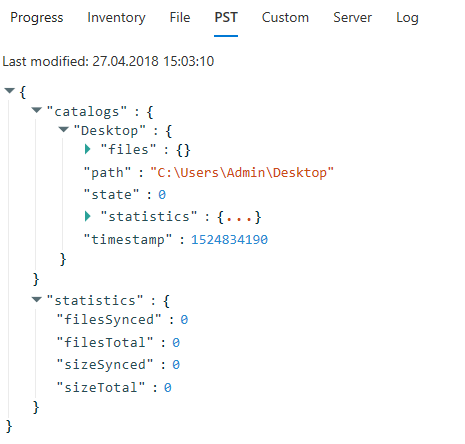 Progress Inventory File PST Custom Server Log
Last modified: 27.04.2018 15:03:10
{
"catalogs" : {
"Desktop" : {
"files" : {}
"path" : "C:\Users\Admin\Desktop"
"state" : 0
"statistics" : {...}
"timestamp" : 1524834190
}
}
"statistics" : {
"filesSynced" : 0
"filesTotal" : 0
"sizeSynced" : 0
"sizeTotal" : 0
}
}